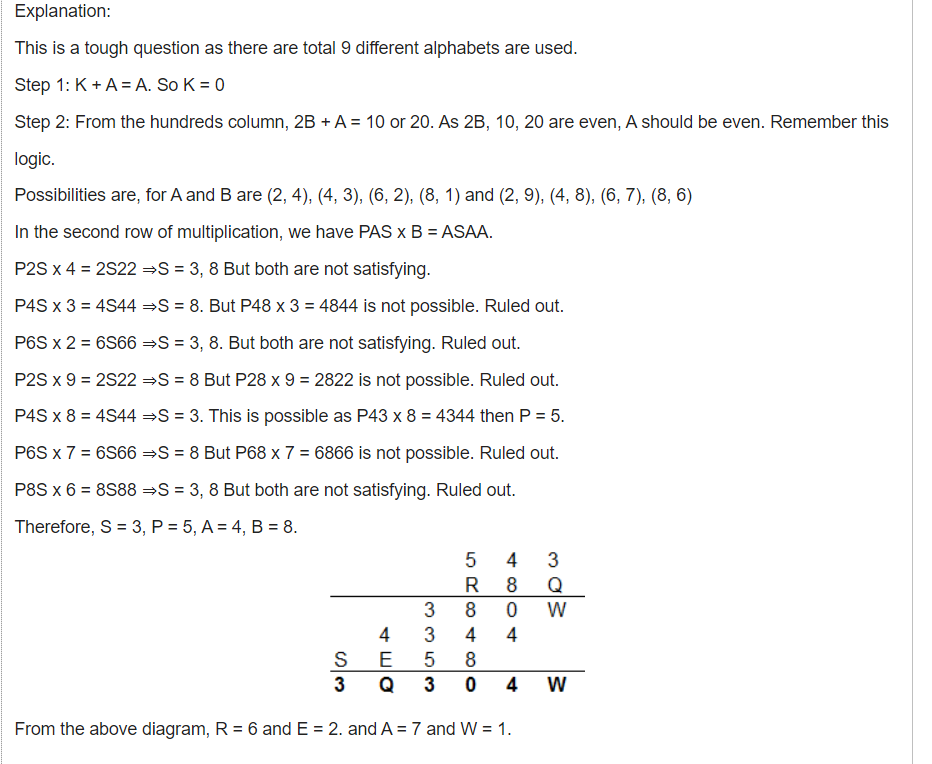 Explanation:
This is a tough question as there are total 9 different alphabets are used.
Step 1: K + A = A. So K = 0
Step 2: From the hundreds column, 2B + A = 10 or 20. As 2B, 10, 20 are even, A should be even. Remember this
logic.
Possibilities are, for A and B are (2, 4), (4, 3), (6, 2), (8, 1) and (2, 9), (4, 8), (6, 7), (8, 6)
In the second row of multiplication, we have PAS x B = ASAA.
P2S x 4 = 2S22 ⇒S = 3, 8 But both are not satisfying.
P4S x 3 = 4S44 ⇒S = 8. But P48 x 3 = 4844 is not possible. Ruled out.
P6S x 2 = 6S66 ⇒S = 3, 8. But both are not satisfying. Ruled out.
P2S x 9 = 2S22 ⇒S = 8 But P28 x 9 = 2822 is not possible. Ruled out.
P4S x 8 = 4S44 ⇒S = 3. This is possible as P43 x 8 = 4344 then P = 5.
P6S x 7 = 6S66 ⇒S = 8 But P68 x 7 = 6866 is not possible. Ruled out.
P8S x 6 = 8S88 ⇒S = 3, 8 But both are not satisfying. Ruled out.
Therefore, S = 3, P = 5, A = 4, B = 8.
5 4 3
R 8 Q
3 8 0 W
4 3 4 4
S E 5 8
3 Q 3 0 4 W
From the above diagram, R = 6 and E = 2. and A = 7 and W = 1.